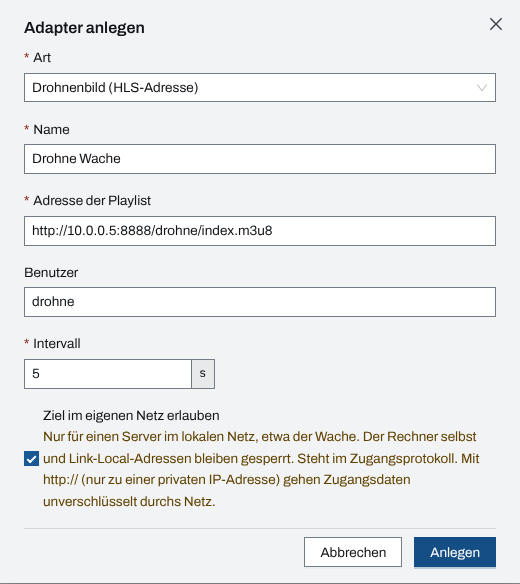 Adapter anlegen
* Art
Drohnenbild (HLS-Adresse)
* Name
Drohne Wache
* Adresse der Playlist
http://10.0.0.5:8888/drohne/index.m3u8
Benutzer
drohne
* Intervall
5 s
Ziel im eigenen Netz erlauben
Nur für einen Server im lokalen Netz, etwa der Wache. Der Rechner selbst
und Link-Local-Adressen bleiben gesperrt. Steht im Zugangsprotokoll. Mit
http:// (nur zu einer privaten IP-Adresse) gehen Zugangsdaten
unverschlüsselt durchs Netz.
Abbrechen Anlegen